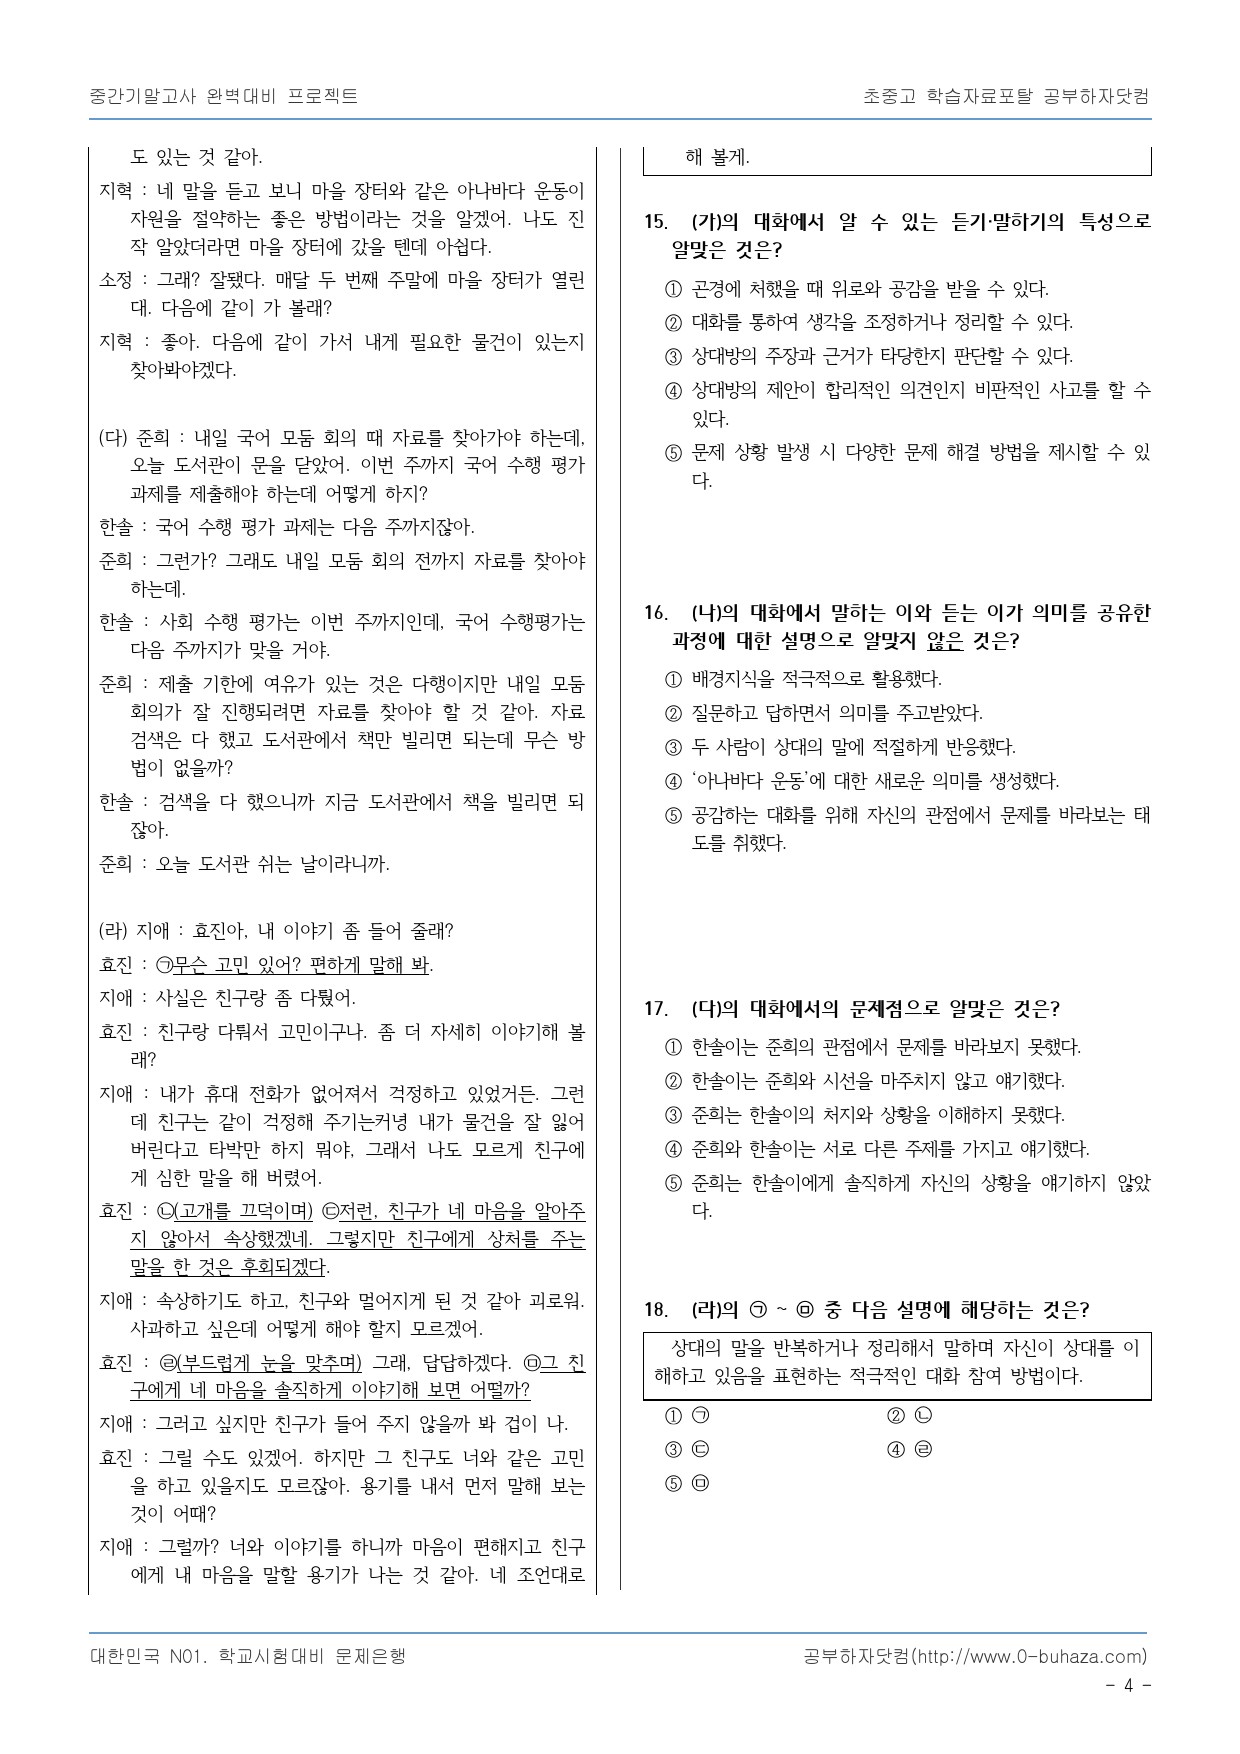 중간기말고사 완벽대비 프로젝트
초중고 학습자료포탈 공부하자닷컴
도 있는 것 같아.
지혁 : 네 말을 듣고 보니 마을 장터와 같은 아나바다 운동이
자원을 절약하는 좋은 방법이라는 것을 알겠어. 나도 진
작 알았더라면 마을 장터에 갔을 텐데 아쉽다.
소정 : 그래? 잘됐다. 매달 두 번째 주말에 마을 장터가 열린
대. 다음에 같이 가 볼래?
지혁 : 좋아. 다음에 같이 가서 내게 필요한 물건이 있는지
찾아봐야겠다.
(다) 준희 : 내일 국어 모둠 회의 때 자료를 찾아가야 하는데,
오늘 도서관이 문을 닫았어. 이번 주까지 국어 수행 평가
과제를 제출해야 하는데 어떻게 하지?
한솔 : 국어 수행 평가 과제는 다음 주까지잖아.
준희 : 그런가? 그래도 내일 모둠 회의 전까지 자료를 찾아야
하는데.
한솔 : 사회 수행 평가는 이번 주까지인데, 국어 수행평가는
다음 주까지가 맞을 거야.
준희 : 제출 기한에 여유가 있는 것은 다행이지만 내일 모둠
회의가 잘 진행되려면 자료를 찾아야 할 것 같아. 자료
검색은 다 했고 도서관에서 책만 빌리면 되는데 무슨 방
법이 없을까?
한솔 : 검색을 다 했으니까 지금 도서관에서 책을 빌리면 되
잖아.
준희 : 오늘 도서관 쉬는 날이라니까.
(라) 지애 : 효진아, 내 이야기 좀 들어 줄래?
효진 : ㉠무슨 고민 있어? 편하게 말해 봐.
지애 : 사실은 친구랑 좀 다퉜어.
효진 : 친구랑 다퉈서 고민이구나. 좀 더 자세히 이야기해 볼
래?
지애 : 내가 휴대 전화가 없어져서 걱정하고 있었거든. 그런
데 친구는 같이 걱정해 주기는커녕 내가 물건을 잘 잃어
버린다고 타박만 하지 뭐야, 그래서 나도 모르게 친구에
게 심한 말을 해 버렸어.
효진 : ㉡(고개를 끄덕이며) ㉢저런, 친구가 네 마음을 알아주
지 않아서 속상했겠네. 그렇지만 친구에게 상처를 주는
말을 한 것은 후회되겠다.
지애 : 속상하기도 하고, 친구와 멀어지게 된 것 같아 괴로워.
사과하고 싶은데 어떻게 해야 할지 모르겠어.
효진 : ㉣(부드럽게 눈을 맞추며) 그래, 답답하겠다. ㉤그 친
구에게 네 마음을 솔직하게 이야기해 보면 어떨까?
지애 : 그러고 싶지만 친구가 들어 주지 않을까 봐 겁이 나.
효진 : 그럴 수도 있겠어. 하지만 그 친구도 너와 같은 고민
을 하고 있을지도 모르잖아. 용기를 내서 먼저 말해 보는
것이 어때?
지애 : 그럴까? 너와 이야기를 하니까 마음이 편해지고 친구
에게 내 마음을 말할 용기가 나는 것 같아. 네 조언대로
해 볼게.
15. (가)의 대화에서 알 수 있는 듣기·말하기의 특성으로
알맞은 것은?
① 곤경에 처했을 때 위로와 공감을 받을 수 있다.
② 대화를 통하여 생각을 조정하거나 정리할 수 있다.
③ 상대방의 주장과 근거가 타당한지 판단할 수 있다.
④ 상대방의 제안이 합리적인 의견인지 비판적인 사고를 할 수
있다.
⑤ 문제 상황 발생 시 다양한 문제 해결 방법을 제시할 수 있
다.
16. (나)의 대화에서 말하는 이와 듣는 이가 의미를 공유한
과정에 대한 설명으로 알맞지 않은 것은?
① 배경지식을 적극적으로 활용했다.
② 질문하고 답하면서 의미를 주고받았다.
③ 두 사람이 상대의 말에 적절하게 반응했다.
④ ‘아나바다 운동’에 대한 새로운 의미를 생성했다.
⑤ 공감하는 대화를 위해 자신의 관점에서 문제를 바라보는 태
도를 취했다.
17. (다)의 대화에서의 문제점으로 알맞은 것은?
① 한솔이는 준희의 관점에서 문제를 바라보지 못했다.
② 한솔이는 준희와 시선을 마주치지 않고 얘기했다.
③ 준희는 한솔이의 처지와 상황을 이해하지 못했다.
④ 준희와 한솔이는 서로 다른 주제를 가지고 얘기했다.
⑤ 준희는 한솔이에게 솔직하게 자신의 상황을 얘기하지 않았
다.
18. (라)의 ㉠ ~ ㉤ 중 다음 설명에 해당하는 것은?
상대의 말을 반복하거나 정리해서 말하며 자신이 상대를 이
해하고 있음을 표현하는 적극적인 대화 참여 방법이다.
① ㉠ ② ㉡
③ ㉢ ④ ㉣
⑤ ㉤
대한민국 N01. 학교시험대비 문제은행
공부하자닷컴(http://www.0-buhaza.com)
- 4 -